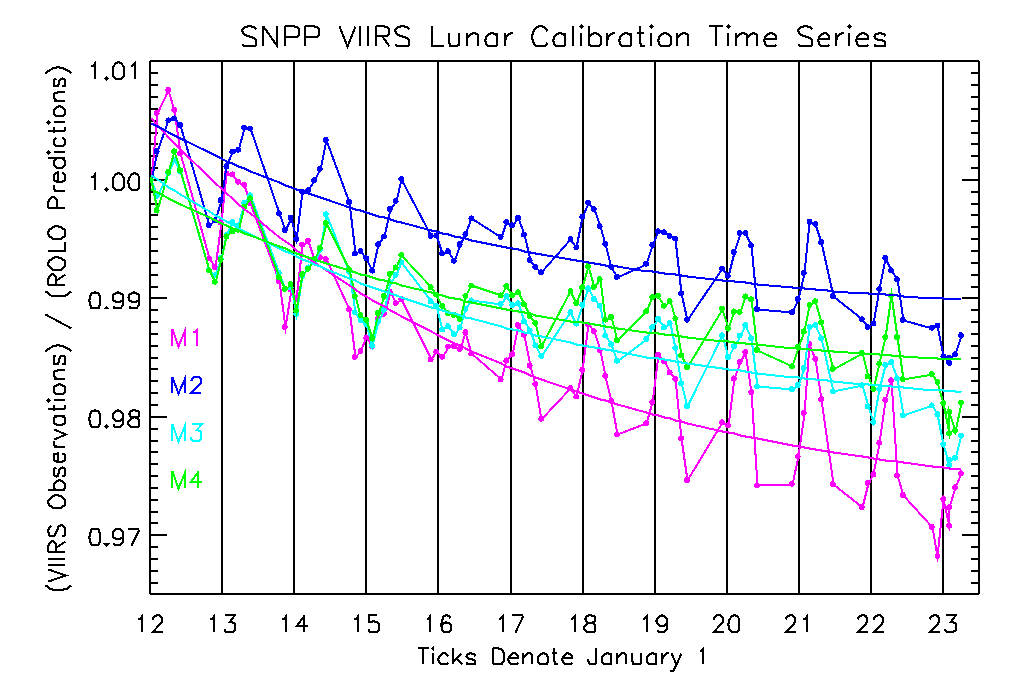 SNPP VIIRS Lunar Calibration Time Series
(VIIRS Observations) / (ROLO Predictions)
1.01
1.00
0.99
0.98
0.97
M1
M2
M3
M4
12 13 14 15 16 17 18 19 20 21 22 23
Ticks Denote January 1